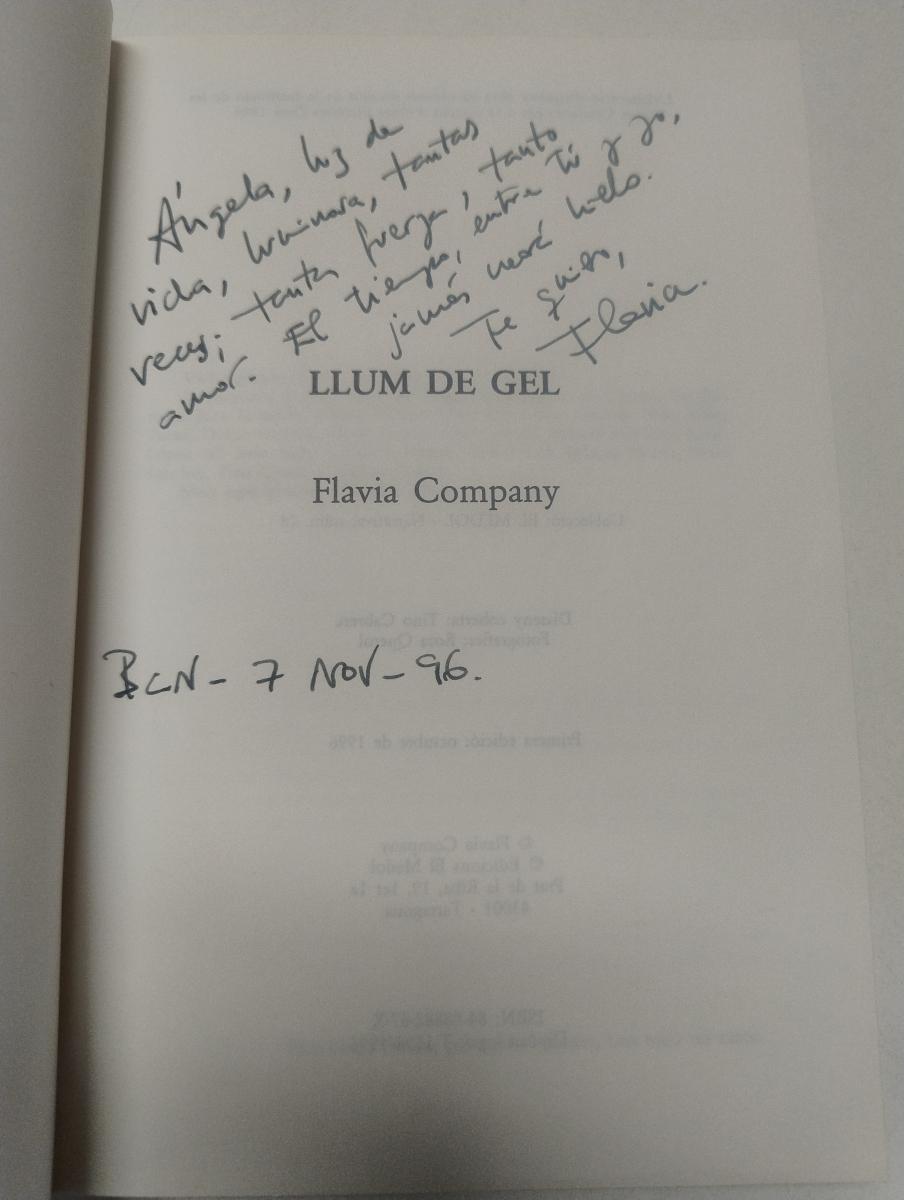 Ángela, luz de
vida, luminosa, tantas
veces; tanta fuerza, tanto
amor. El tiempo, entre tú y yo,
jamás será hielo.
Te quiero,
Flavia.
LLUM DE GEL
Flavia Company
BCN - 7 NOV - 96.